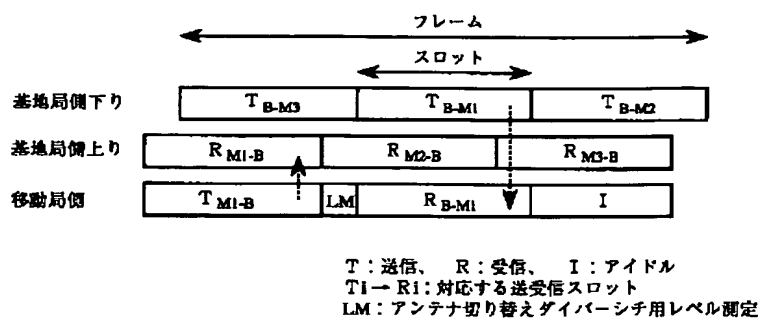 フレーム
スロット
基地局側下り T B-M3 T B-M1 T B-M2
基地局側上り R M1-B R M2-B R M3-B
移動局側 T M1-B LM R B-M1 I
T：送信、 R：受信、 I：アイドル
Ti→Ri：対応する送受信スロット
LM：アンテナ切り替えダイバーシチ用レベル測定